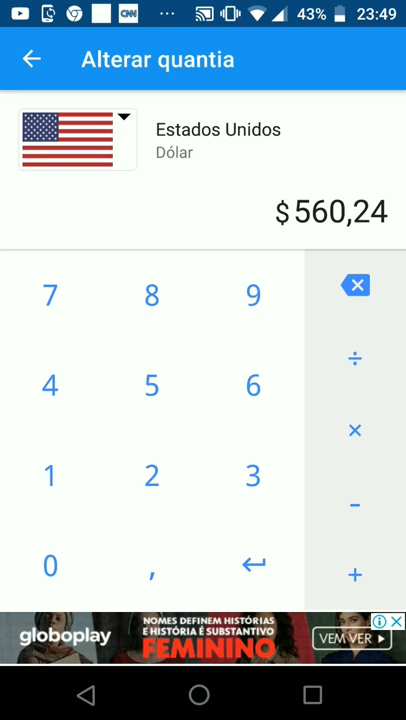 CNN ... 43% 23:49
Alterar quantia
Estados Unidos
Dólar
$ 560,24
7 8 9
4 5 6 ÷
×
1 2 3 -
0 , +
globoplay
NOMES DEFINEM HISTÓRIAS
E HISTÓRIA É SUBSTANTIVO
FEMININO
VEM VER